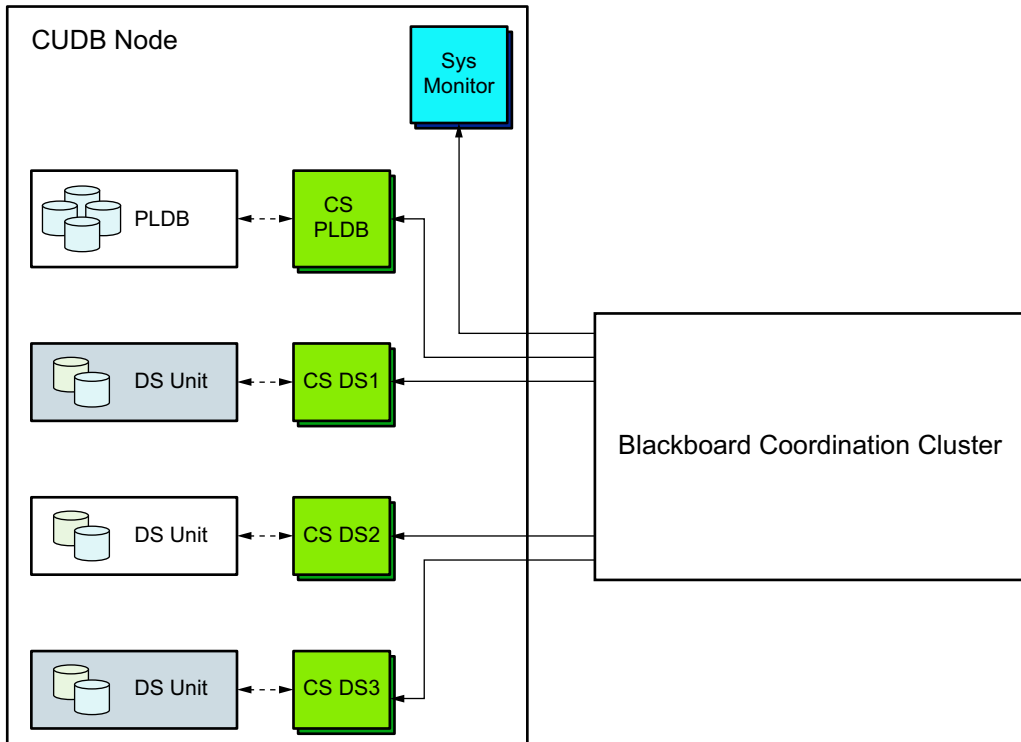 CUDB Node
Sys
Monitor
PLDB
CS
PLDB
DS Unit
CS DS1
Blackboard Coordination Cluster
DS Unit
CS DS2
DS Unit
CS DS3